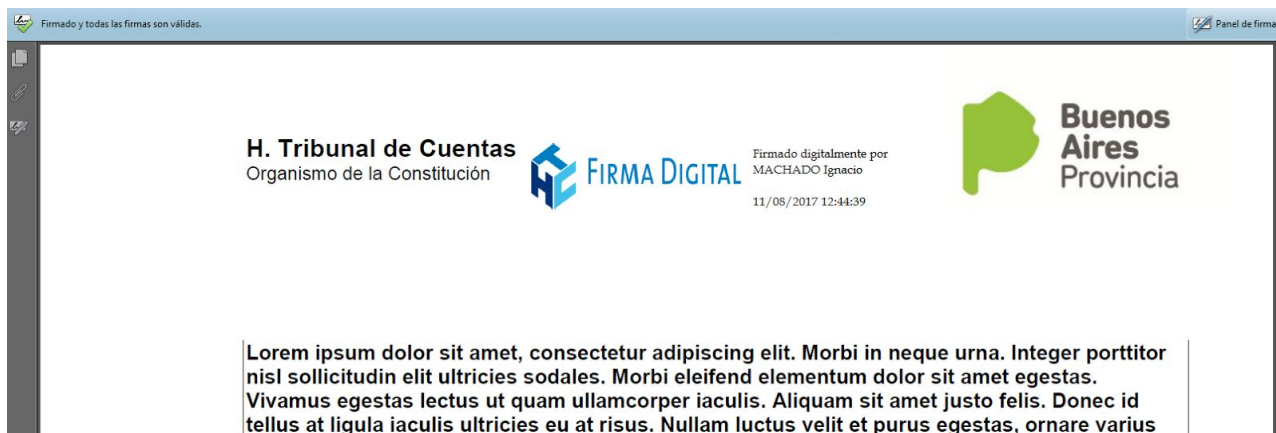 Firmado y todas las firmas son válidas.
Panel de firma
H. Tribunal de Cuentas
Organismo de la Constitución
HTC
FIRMA DIGITAL
Firmado digitalmente por
MACHADO Ignacio
11/08/2017 12:44:39
Buenos
Aires
Provincia
Lorem ipsum dolor sit amet, consectetur adipiscing elit. Morbi in neque urna. Integer porttitor
nisl sollicitudin elit ultricies sodales. Morbi eleifend elementum dolor sit amet egestas.
Vivamus egestas lectus ut quam ullamcorper iaculis. Aliquam sit amet justo felis. Donec id
tellus at ligula iaculis ultricies eu at risus. Nullam luctus velit et purus egestas, ornare varius